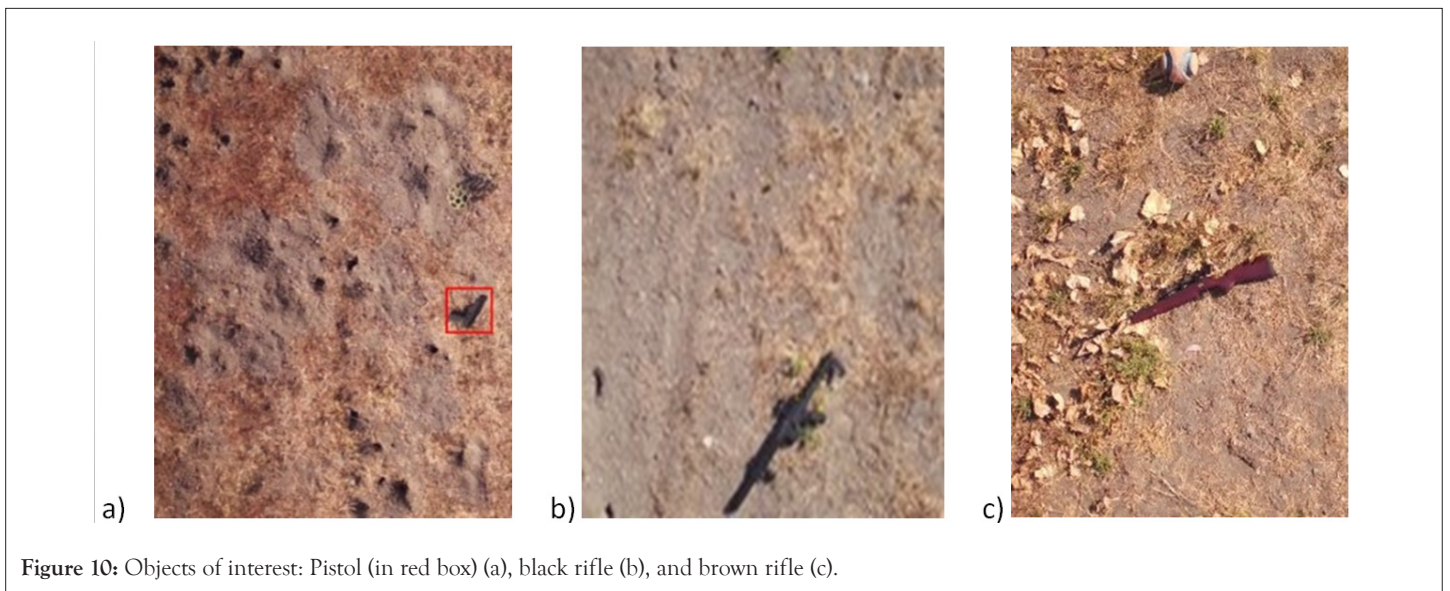 a)
b)
c)
Figure 10: Objects of interest: Pistol (in red box) (a), black rifle (b), and brown rifle (c).